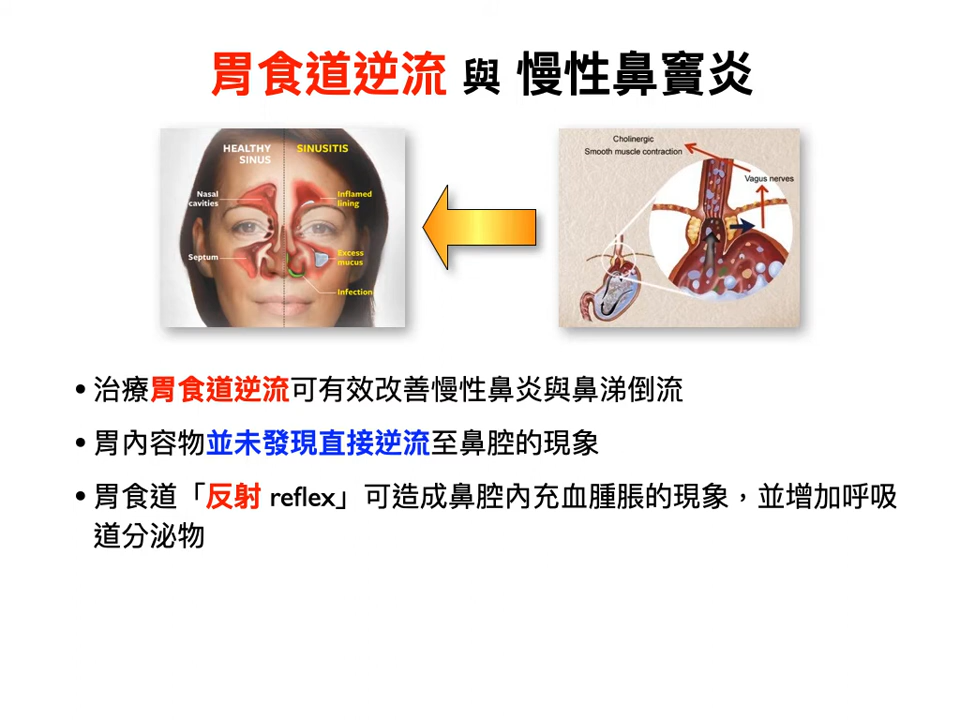 胃食道逆流 與 慢性鼻竇炎
HEALTHY
SINUS
SINUSITIS
Nasal
cavities
Inflamed
lining
Septum
Excess
mucus
Infection
Cholinergic
Smooth muscle contraction
Vagus nerves
• 治療胃食道逆流可有效改善慢性鼻炎與鼻涕倒流
• 胃內容物並未發現直接逆流至鼻腔的現象
• 胃食道「反射 reflex」可造成鼻腔內充血腫脹的現象，並增加呼吸
道分泌物